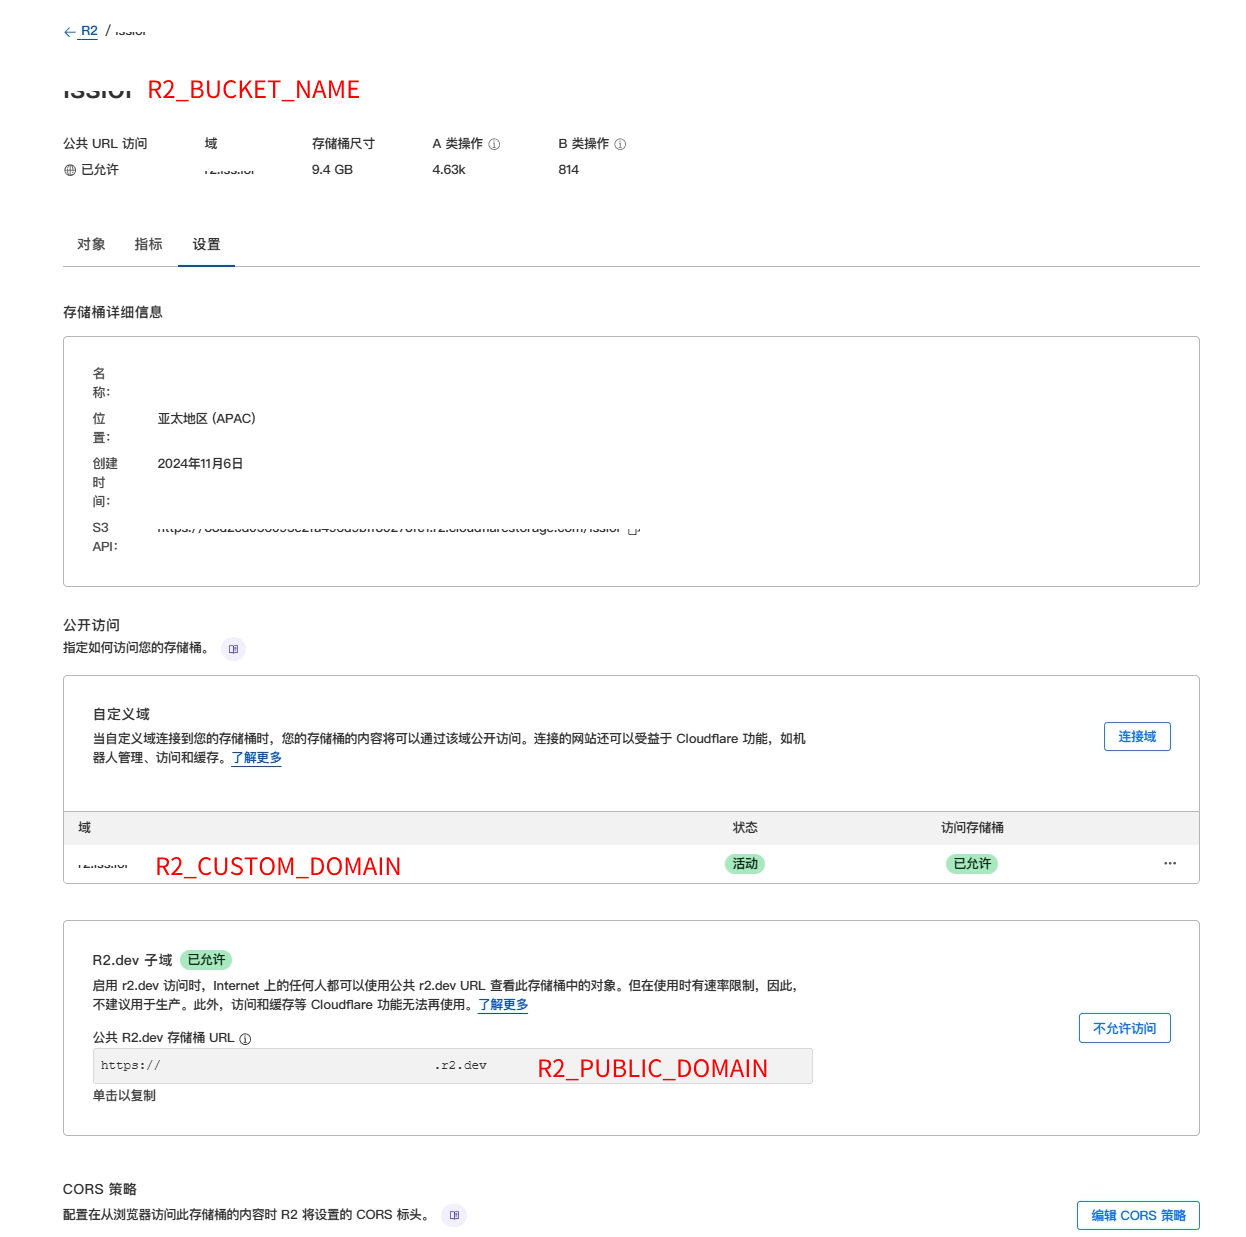 R2 /
R2_BUCKET_NAME
公共 URL 访问 域 存储桶尺寸 A 类操作 B 类操作
已允许 9.4 GB 4.63k 814
对象 指标 设置
存储桶详细信息
名
称：
位 亚太地区 (APAC)
置：
创建 2024年11月6日
时
间：
S3
API：
公开访问
指定如何访问您的存储桶。
自定义域
当自定义域连接到您的存储桶时，您的存储桶的内容将可以通过该域公开访问。连接的网站还可以受益于 Cloudflare 功能，如机
器人管理、访问和缓存。了解更多
连接域
域 状态 访问存储桶
R2_CUSTOM_DOMAIN 活动 已允许 ···
R2.dev 子域 已允许
启用 r2.dev 访问时，Internet 上的任何人都可以使用公共 r2.dev URL 查看此存储桶中的对象。但在使用时有速率限制，因此，
不建议用于生产。此外，访问和缓存等 Cloudflare 功能无法再使用。了解更多
不允许访问
公共 R2.dev 存储桶 URL
https:// .r2.dev R2_PUBLIC_DOMAIN
单击以复制
CORS 策略
配置在从浏览器访问此存储桶的内容时 R2 将设置的 CORS 标头。
编辑 CORS 策略